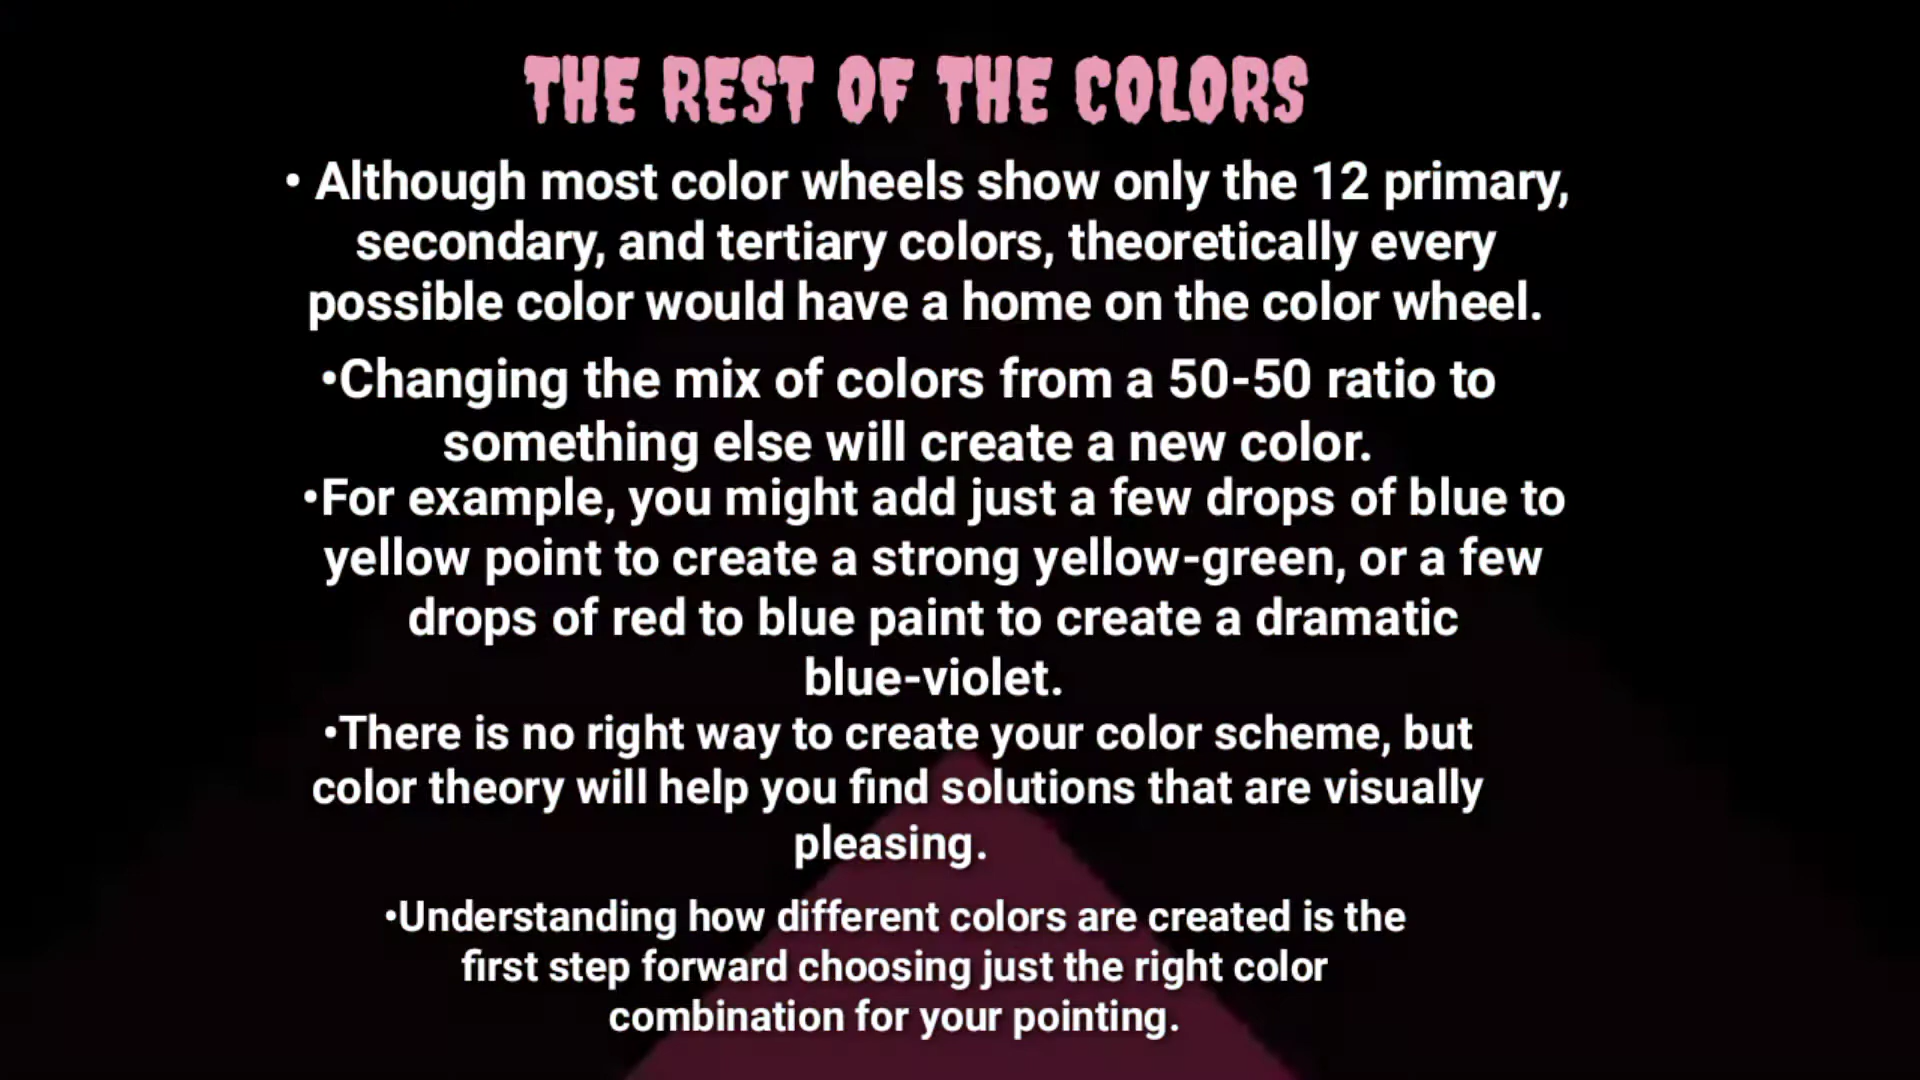 THE REST OF THE COLORS
• Although most color wheels show only the 12 primary,
secondary, and tertiary colors, theoretically every
possible color would have a home on the color wheel.
•Changing the mix of colors from a 50-50 ratio to
something else will create a new color.
•For example, you might add just a few drops of blue to
yellow point to create a strong yellow-green, or a few
drops of red to blue paint to create a dramatic
blue-violet.
•There is no right way to create your color scheme, but
color theory will help you find solutions that are visually
pleasing.
•Understanding how different colors are created is the
first step forward choosing just the right color
combination for your pointing.